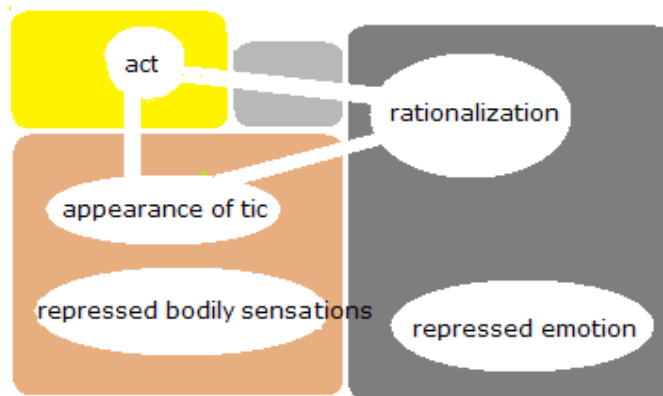 act
rationalization
appearance of tic
repressed bodily sensations
repressed emotion